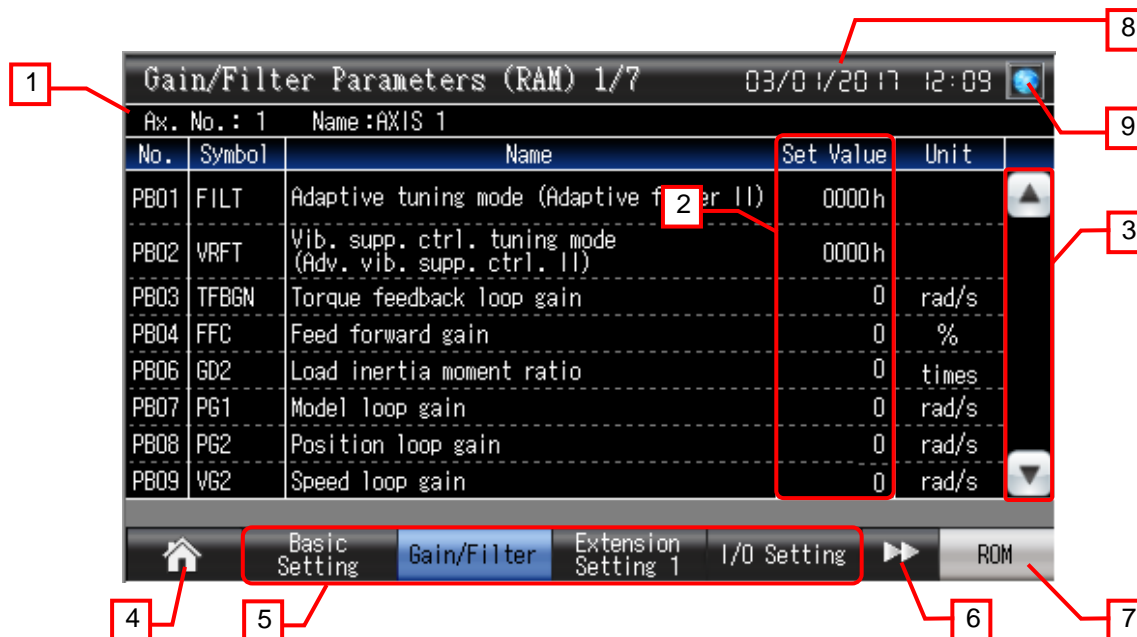 8
1
Gain/Filter Parameters (RAM) 1/7 03/01/2017 12:09
9
Ax. No.: 1 Name:AXIS 1
No. Symbol Name Set Value Unit
PB01 FILT Adaptive tuning mode (Adaptive f er II) 0000h
2
3
PB02 VRFT Vib. supp. ctrl. tuning mode
(Adv. vib. supp. ctrl. II) 0000h
PB03 TFBGN Torque feedback loop gain 0 rad/s
PB04 FFC Feed forward gain 0 %
PB06 GD2 Load inertia moment ratio 0 times
PB07 PG1 Model loop gain 0 rad/s
PB08 PG2 Position loop gain 0 rad/s
PB09 VG2 Speed loop gain 0 rad/s
Basic
Setting
Gain/Filter
Extension
Setting 1
I/O Setting
ROM
4
5
6
7